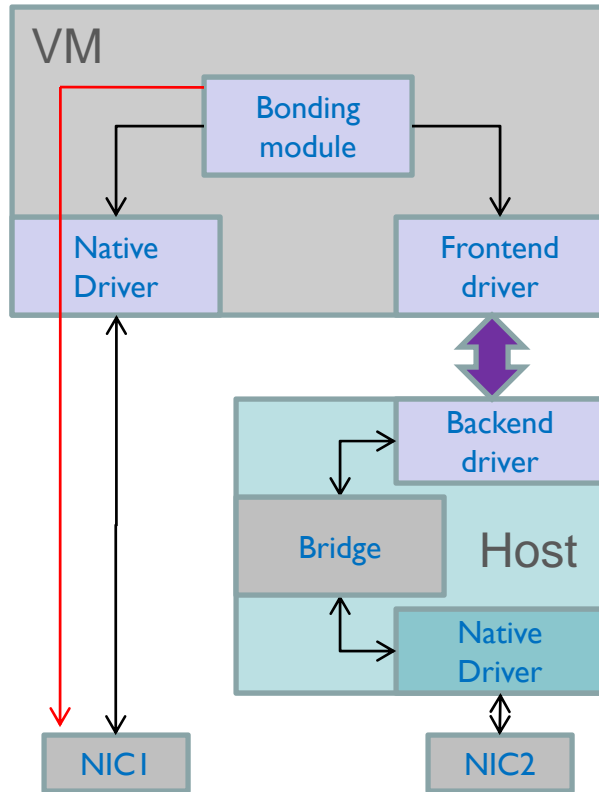 VM
Bonding
module
Native
Driver
Frontend
driver
Backend
driver
Bridge
Host
Native
Driver
NIC1
NIC2